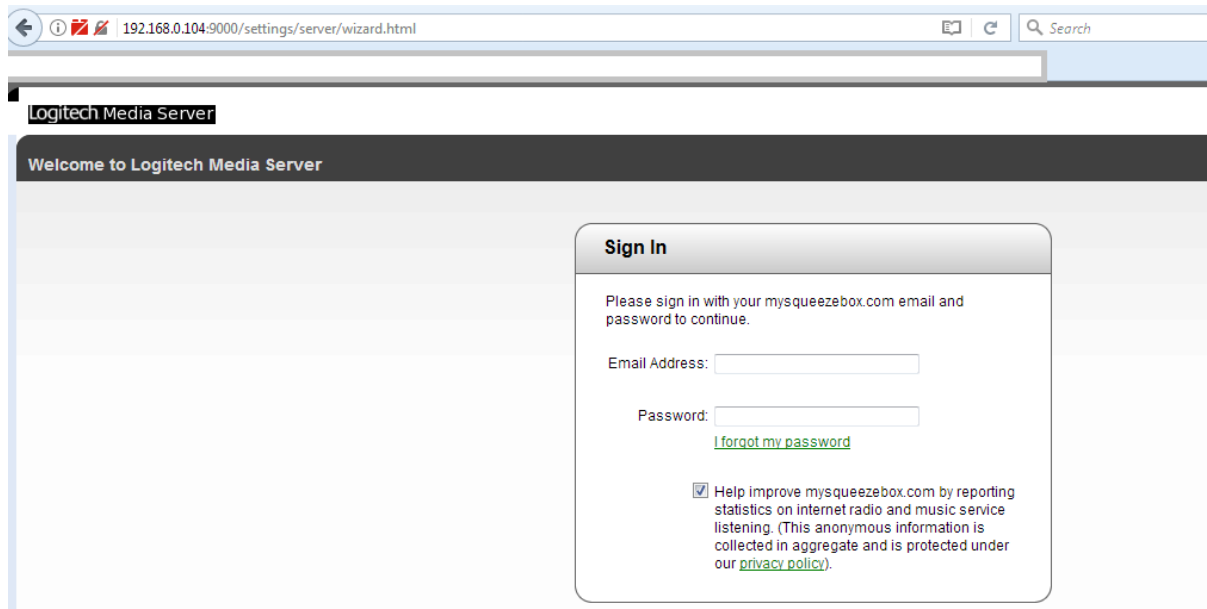 192.168.0.104:9000/settings/server/wizard.html
Search
Logitech Media Server
Welcome to Logitech Media Server
Sign In
Please sign in with your mysqueezebox.com email and
password to continue.
Email Address:
Password:
I forgot my password
Help improve mysqueezebox.com by reporting
statistics on internet radio and music service
listening. (This anonymous information is
collected in aggregate and is protected under
our privacy policy).